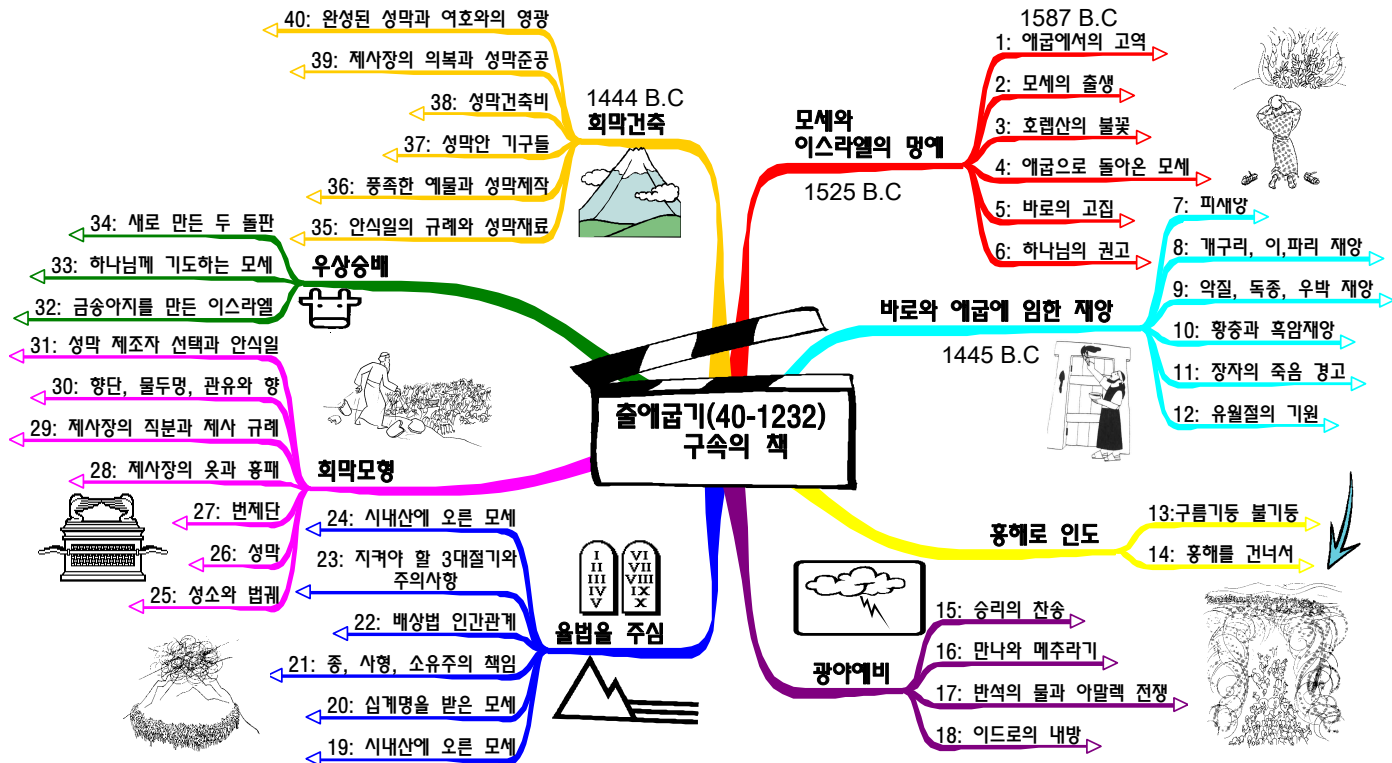 출애굽기(40-1232)
구속의 책
1587 B.C
1: 애굽에서의 고역
2: 모세의 출생
3: 호렙산의 불꽃
4: 애굽으로 돌아온 모세
5: 바로의 고집
6: 하나님의 권고
모세와
이스라엘의 멍에
1525 B.C
7: 피재앙
8: 개구리, 이,파리 재앙
9: 악질, 독종, 우박 재앙
10: 황충과 흑암재앙
11: 장자의 죽음 경고
12: 유월절의 기원
바로와 애굽에 임한 재앙
1445 B.C
홍해로 인도
13:구름기둥 불기둥
14: 홍해를 건너서
광야예비
15: 승리의 찬송
16: 만나와 메추라기
17: 반석의 물과 아말렉 전쟁
18: 이드로의 내방
율법을 주심
I II III IV V
VI VII VIII IX X
24: 시내산에 오른 모세
23: 지켜야 할 3대절기와
주의사항
22: 배상법 인간관계
21: 종, 사형, 소유주의 책임
20: 십계명을 받은 모세
19: 시내산에 오른 모세
회막모형
31: 성막 제조자 선택과 안식일
30: 향단, 물두멍, 관유와 향
29: 제사장의 직분과 제사 규례
28: 제사장의 옷과 흉패
27: 번제단
26: 성막
25: 성소와 법궤
우상숭배
34: 새로 만든 두 돌판
33: 하나님께 기도하는 모세
32: 금송아지를 만든 이스라엘
1444 B.C
회막건축
40: 완성된 성막과 여호와의 영광
39: 제사장의 의복과 성막준공
38: 성막건축비
37: 성막안 기구들
36: 풍족한 예물과 성막제작
35: 안식일의 규례와 성막재료